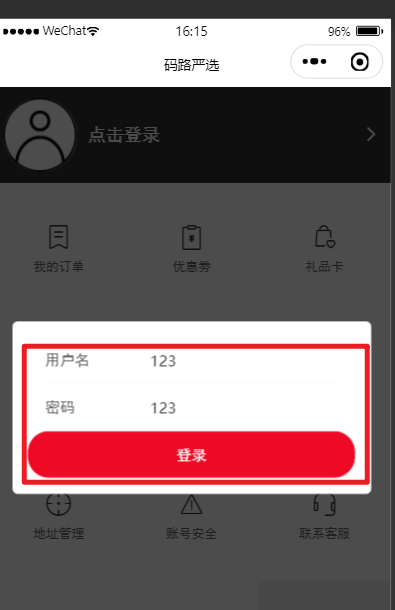 WeChat 16:15 96%
码路严选
点击登录
我的订单 优惠劵 礼品卡
用户名 123
密码 123
登录
地址管理 账号安全 联系客服